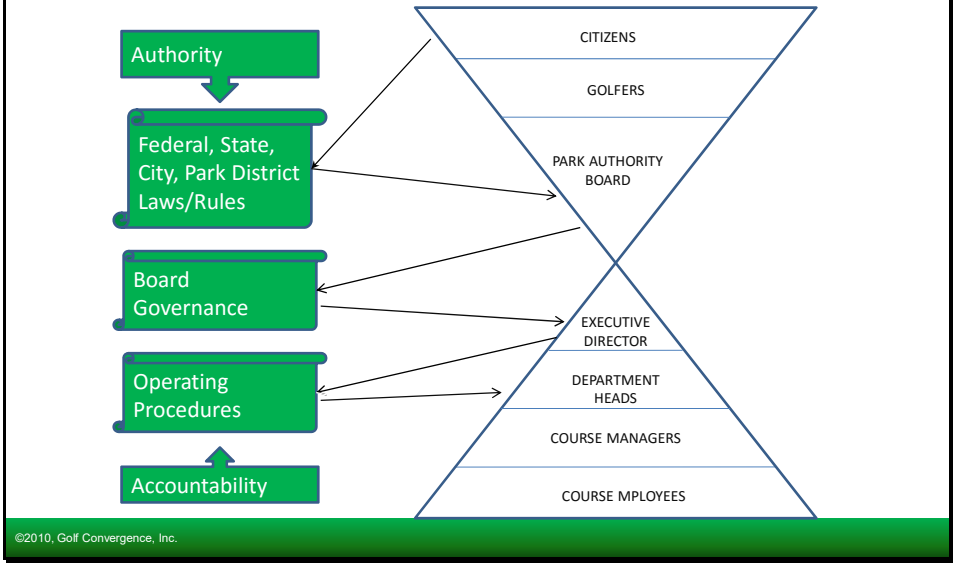 Authority
Federal, State,
City, Park District
Laws/Rules
Board
Governance
Operating
Procedures
Accountability
CITIZENS
GOLFERS
PARK AUTHORITY
BOARD
EXECUTIVE
DIRECTOR
DEPARTMENT
HEADS
COURSE MANAGERS
COURSE MPLOYEES
©2010, Golf Convergence, Inc.